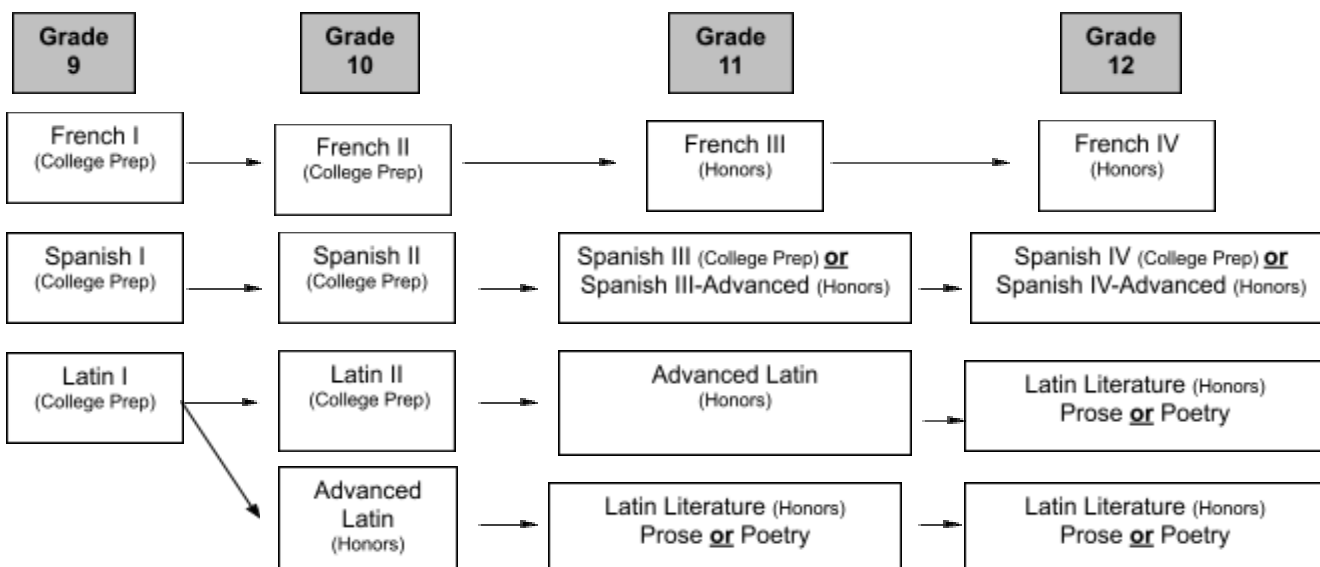 Grade
9
Grade
10
Grade
11
Grade
12
French I
(College Prep)
French II
(College Prep)
French III
(Honors)
French IV
(Honors)
Spanish I
(College Prep)
Spanish II
(College Prep)
Spanish III (College Prep) or
Spanish III-Advanced (Honors)
Spanish IV (College Prep) or
Spanish IV-Advanced (Honors)
Latin I
(College Prep)
Latin II
(College Prep)
Advanced Latin
(Honors)
Latin Literature (Honors)
Prose or Poetry
Advanced
Latin
(Honors)
Latin Literature (Honors)
Prose or Poetry
Latin Literature (Honors)
Prose or Poetry